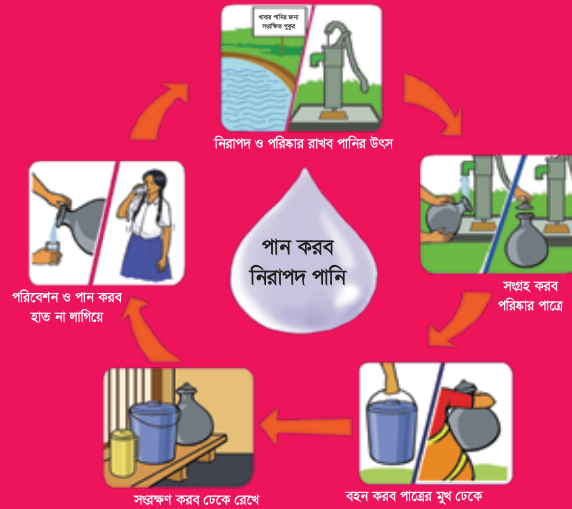 খাবার পানির জন্য
সংরক্ষিত পুকুর
নিরাপদ ও পরিষ্কার রাখব পানির উৎস
পান করব
নিরাপদ পানি
সংগ্রহ করব
পরিষ্কার পাত্রে
বহন করব পাত্রের মুখ ঢেকে
সংরক্ষণ করব ঢেকে রেখে
পরিবেশন ও পান করব
হাত না লাগিয়ে